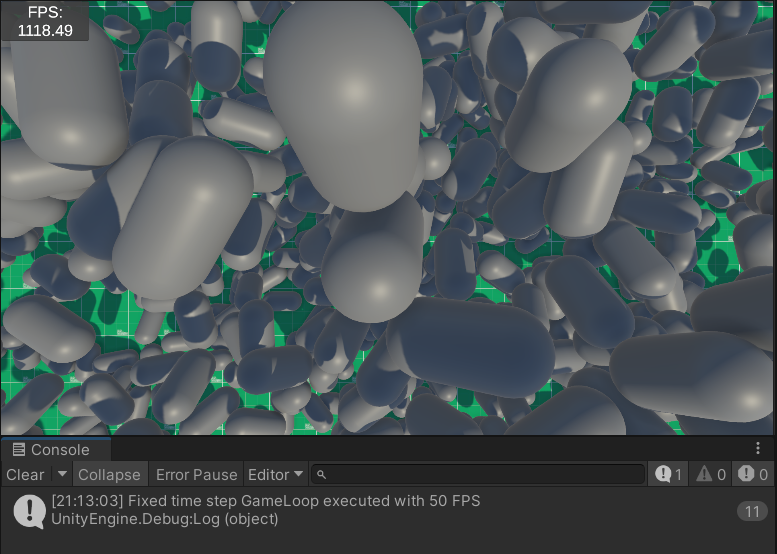 FPS:
1118.49
Console
Clear Collapse Error Pause Editor 1 0 0
[21:13:03] Fixed time step GameLoop executed with 50 FPS
UnityEngine.Debug:Log (object)
11